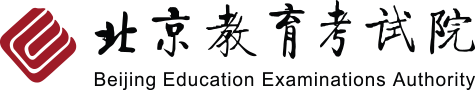 北京教育考试院
Beijing Education Examinations Authority